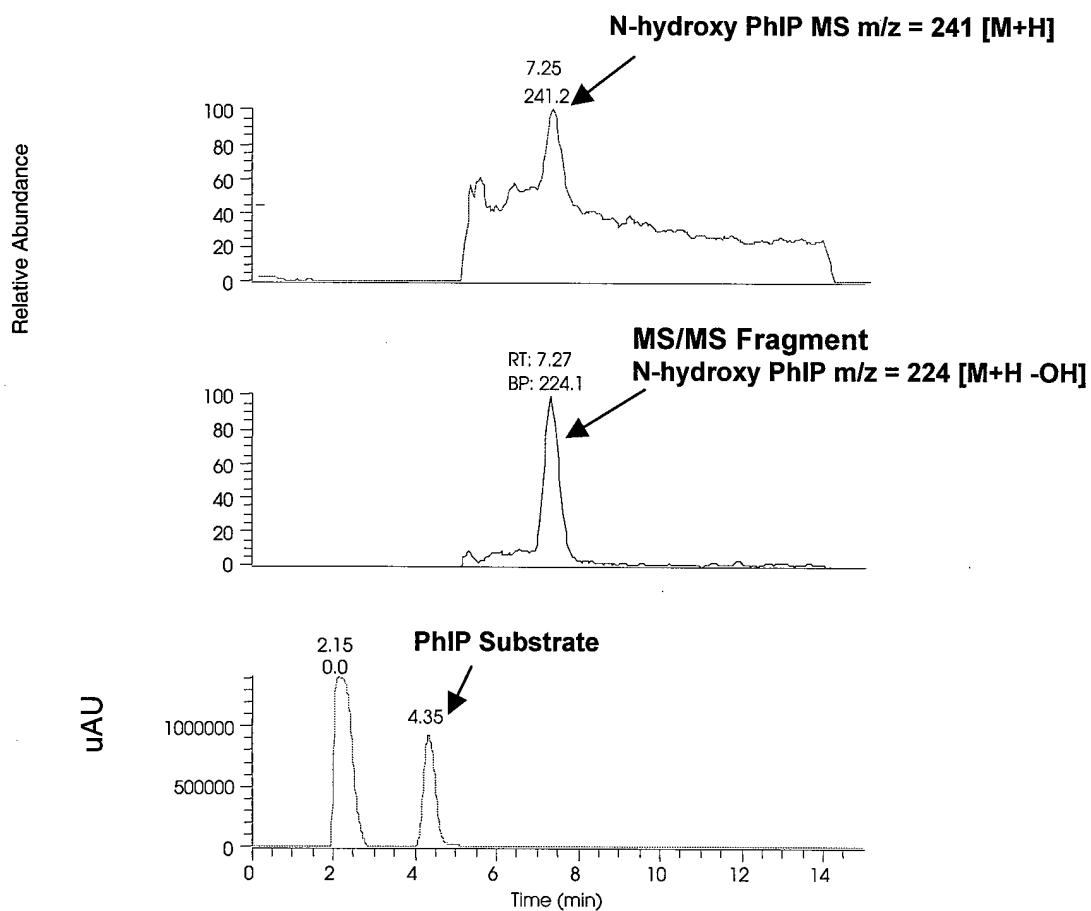 N-hydroxy PhIP MS m/z = 241 [M+H]
7.25
241.2
100
80
60
40
20
0
Relative Abundance
MS/MS Fragment
N-hydroxy PhIP m/z = 224 [M+H -OH]
RT: 7.27
BP: 224.1
100
80
60
40
20
0
PhIP Substrate
2.15
0.0
4.35
uAU
1000000
500000
0
0 2 4 6 8 10 12 14
Time (min)